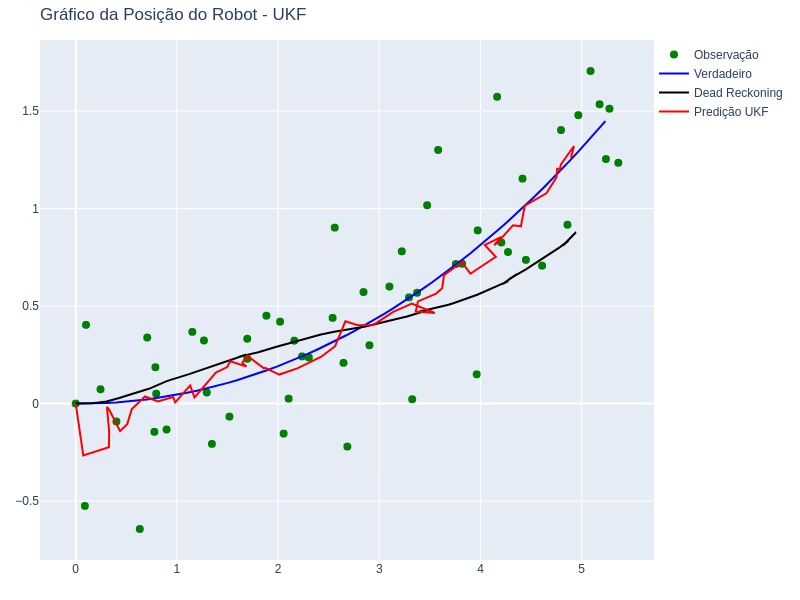 Gráfico da Posição do Robot - UKF
Observação
Verdadeiro
Dead Reckoning
Predição UKF
1.5
1
0.5
0
−0.5
0 1 2 3 4 5